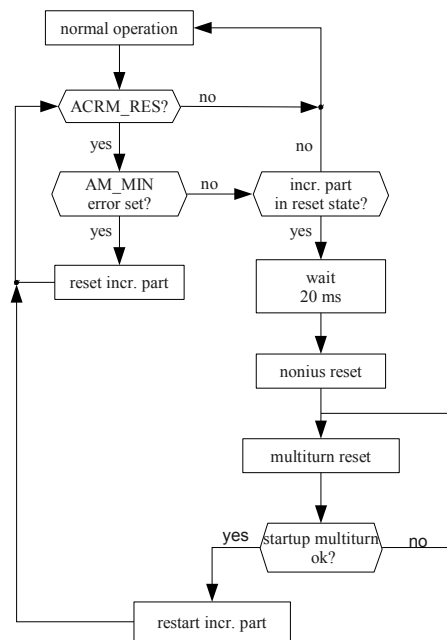 normal operation
ACRM_RES?
no
yes
no
AM_MIN
error set?
no
incr. part
in reset state?
yes
yes
reset incr. part
wait
20 ms
nonius reset
multiturn reset
yes
startup multiturn
ok?
no
restart incr. part